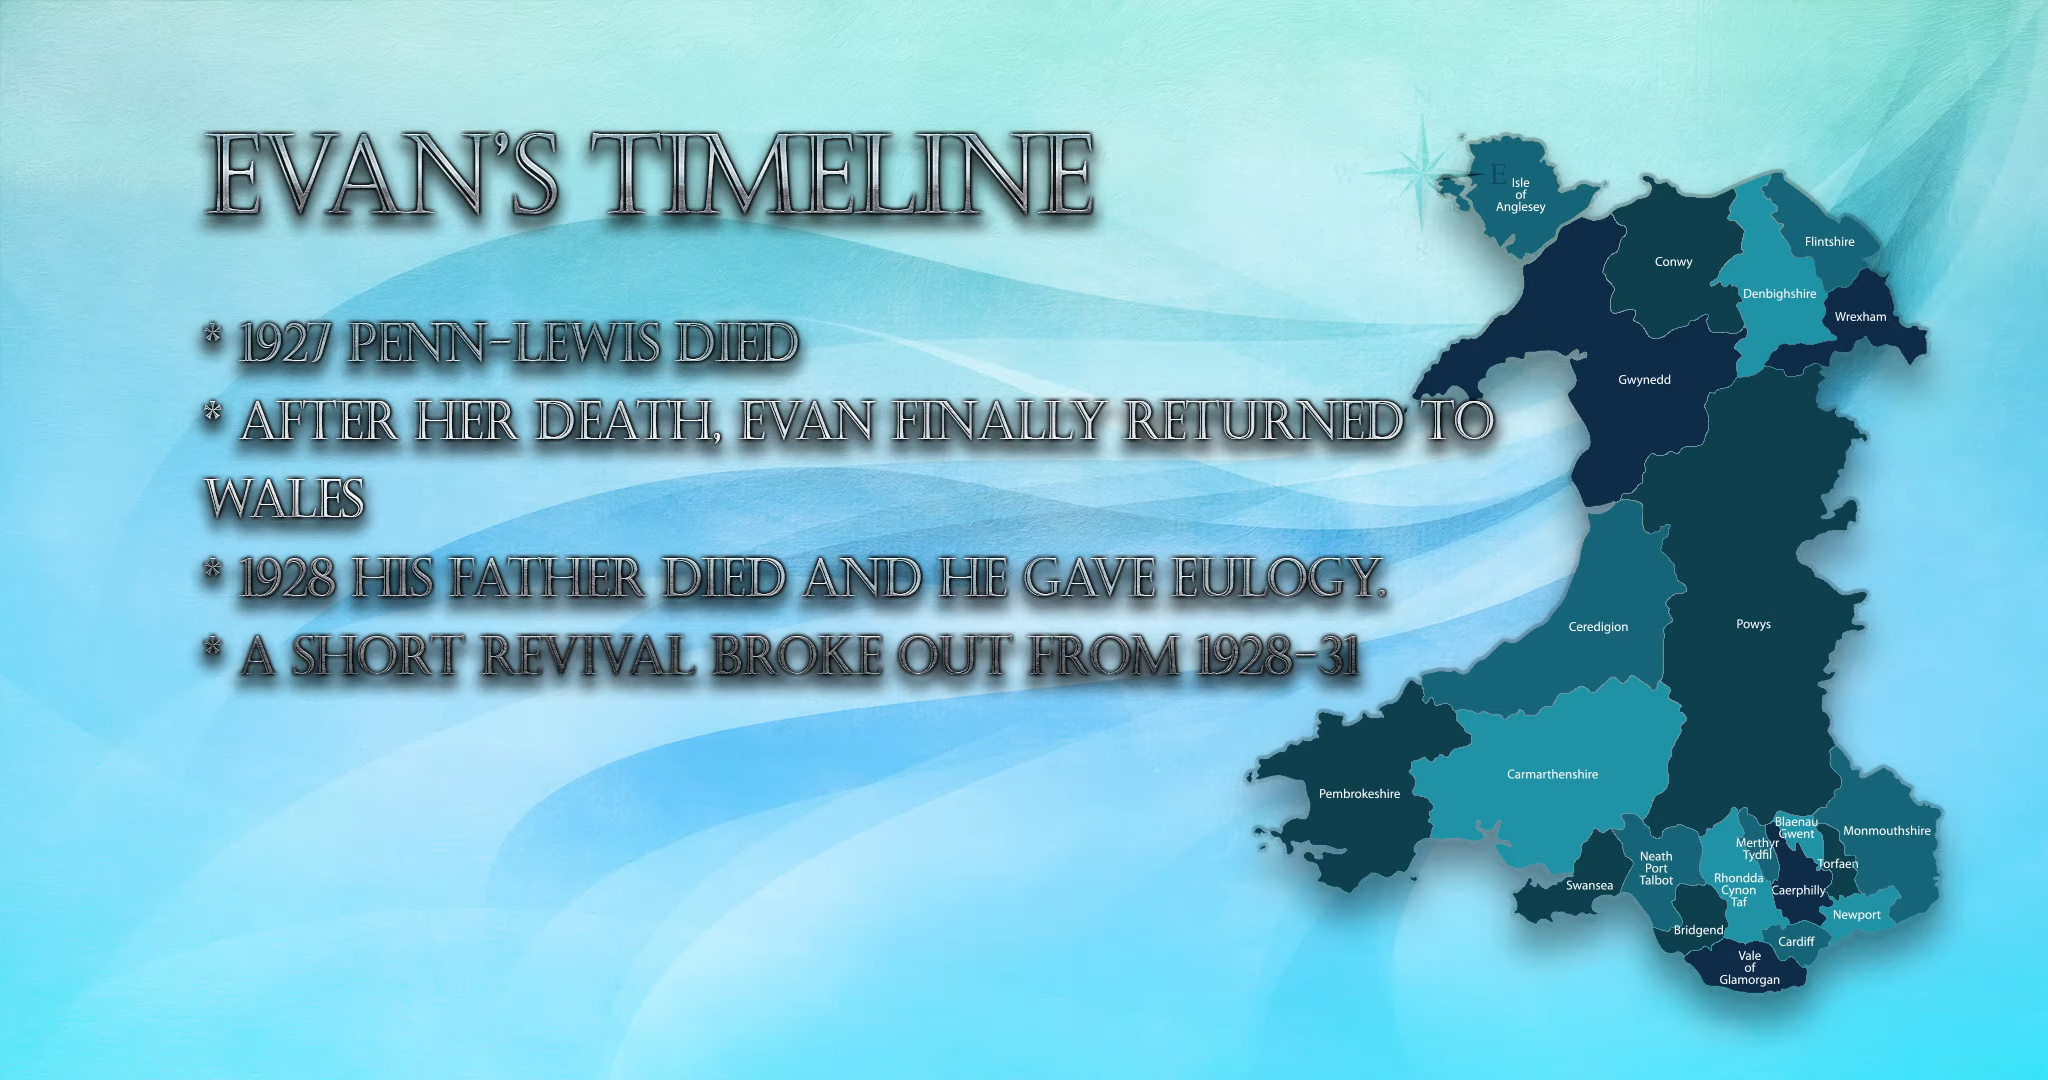 EVAN'S TIMELINE
* 1927 PENN-LEWIS DIED
* AFTER HER DEATH, EVAN FINALLY RETURNED TO
WALES
* 1928 HIS FATHER DIED AND HE GAVE EULOGY.
* A SHORT REVIVAL BROKE OUT FROM 1928-31
N
W
E
Isle
of
Anglesey
Flintshire
Conwy
Denbighshire
Wrexham
Gwynedd
Ceredigion
Powys
Carmarthenshire
Pembrokeshire
Blaenau
Gwent
Monmouthshire
Merthyr
Tydfil
Torfaen
Neath
Port
Talbot
Rhondda
Cynon
Taf
Swansea
Caerphilly
Newport
Bridgend
Cardiff
Vale
of
Glamorgan